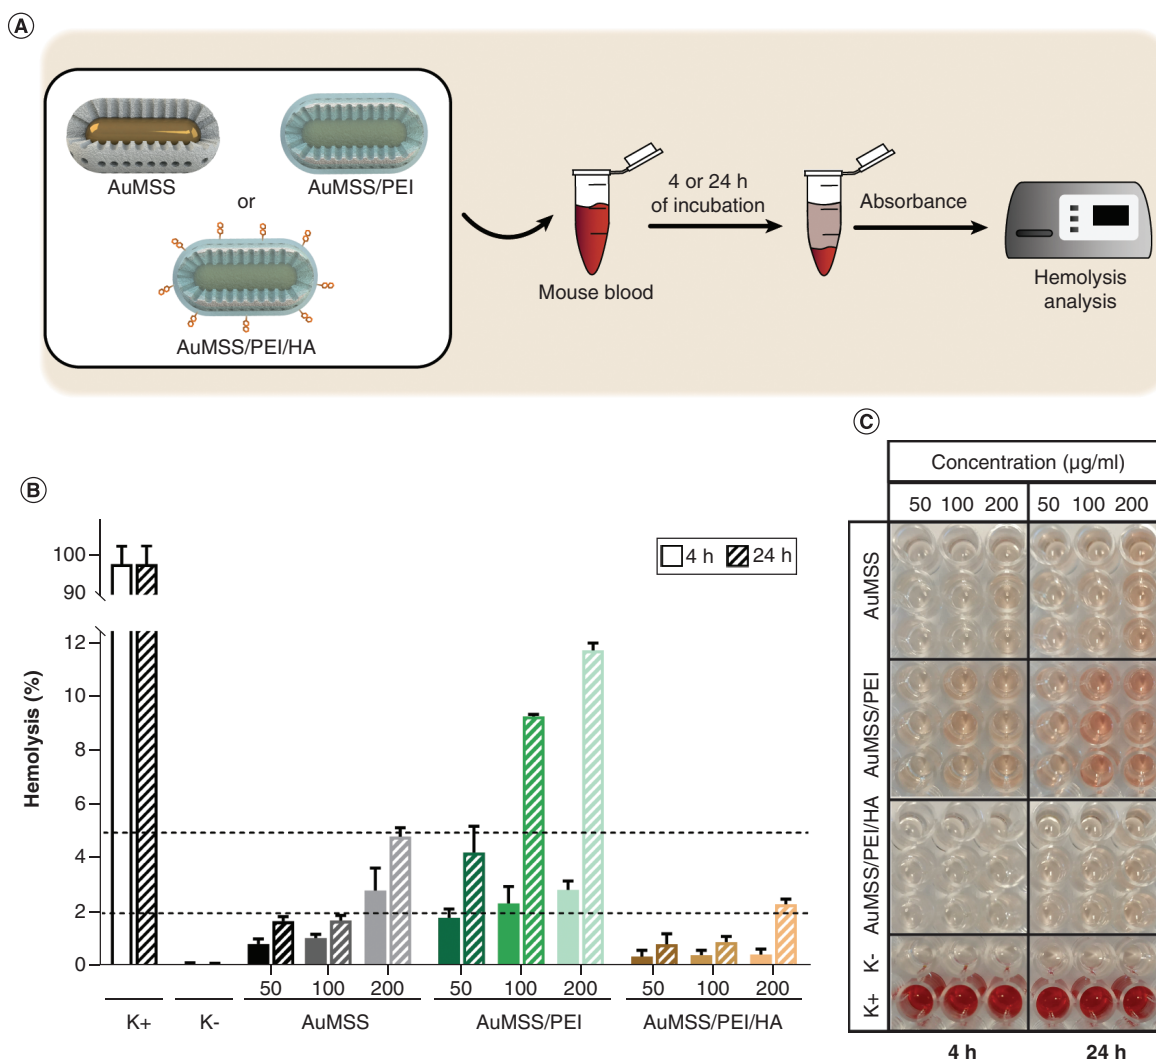 A
AuMSS
AuMSS/PEI
or
AuMSS/PEI/HA
Mouse blood
4 or 24 h
of incubation
Absorbance
Hemolysis
analysis
B
Hemolysis (%)
100
90
12
10
8
6
4
2
0
4 h
24 h
50
100
200
50
100
200
50
100
200
K+
K-
AuMSS
AuMSS/PEI
AuMSS/PEI/HA
C
Concentration (µg/ml)
50 100 200
50 100 200
AuMSS
AuMSS/PEI
AuMSS/PEI/HA
K-
K+
4 h
24 h